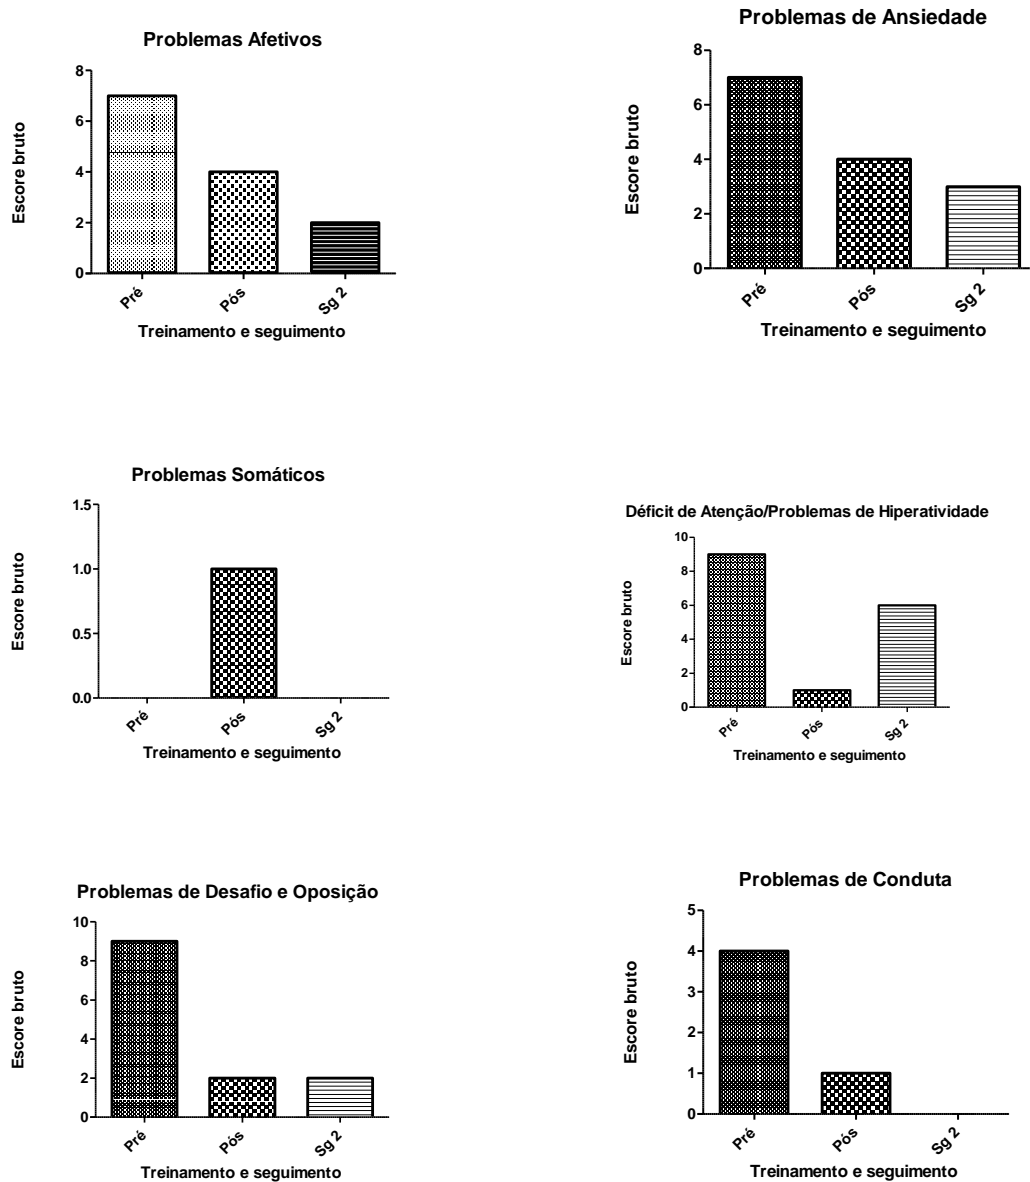 Problemas Afetivos
8
6
4
2
0
Escore bruto
Pré
Pós
Sg 2
Treinamento e seguimento
Problemas de Ansiedade
8
6
4
2
0
Escore bruto
Pré
Pós
Sg 2
Treinamento e seguimento
Problemas Somáticos
1.5
1.0
0.5
0.0
Escore bruto
Pré
Pós
Sg 2
Treinamento e seguimento
Déficit de Atenção/Problemas de Hiperatividade
10
8
6
4
2
0
Escore bruto
Pré
Pós
Sg 2
Treinamento e seguimento
Problemas de Desafio e Oposição
10
8
6
4
2
0
Escore bruto
Pré
Pós
Sg 2
Treinamento e seguimento
Problemas de Conduta
5
4
3
2
1
0
Escore bruto
Pré
Pós
Sg 2
Treinamento e seguimento